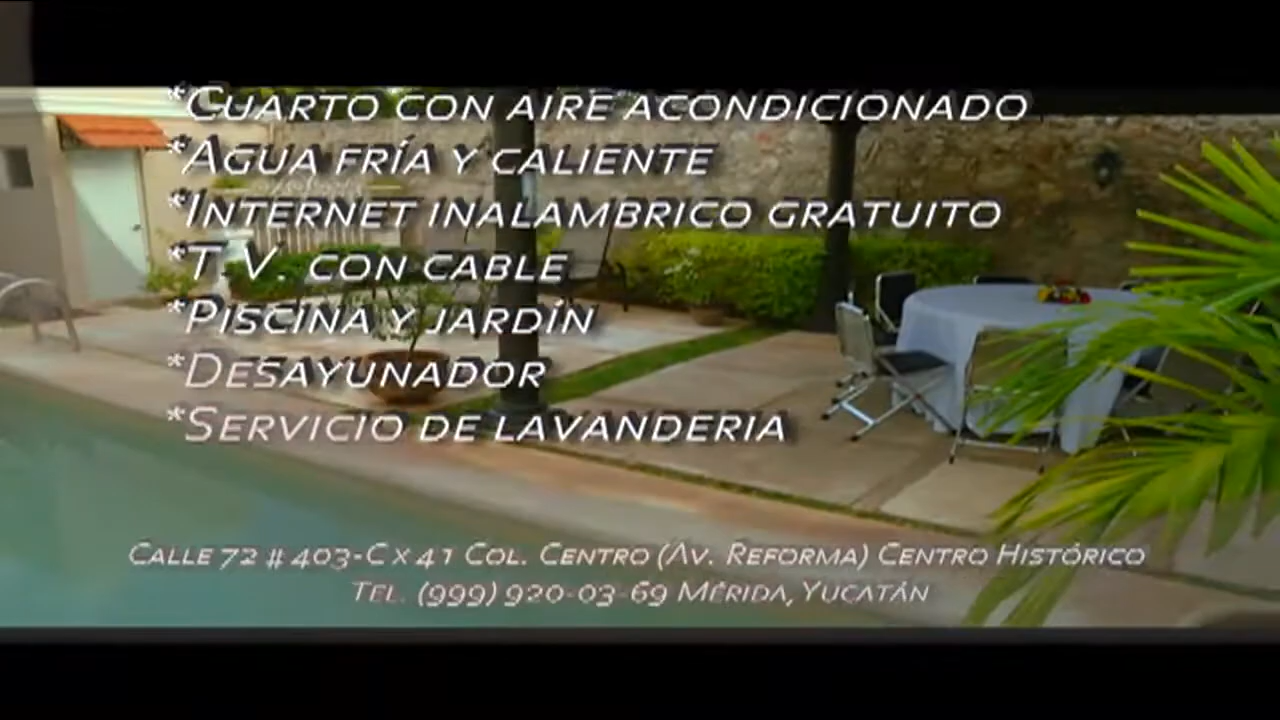 *CUARTO CON AIRE ACONDICIONADO
*AGUA FRÍA Y CALIENTE
*INTERNET INALAMBRICO GRATUITO
*T.V. CON CABLE
*PISCINA Y JARDÍN
*DESAYUNADOR
*SERVICIO DE LAVANDERIA
CALLE 72 # 403-C X 41 COL. CENTRO (AV. REFORMA) CENTRO HISTÓRICO
TEL. (999) 920-03-69 MÉRIDA, YUCATÁN